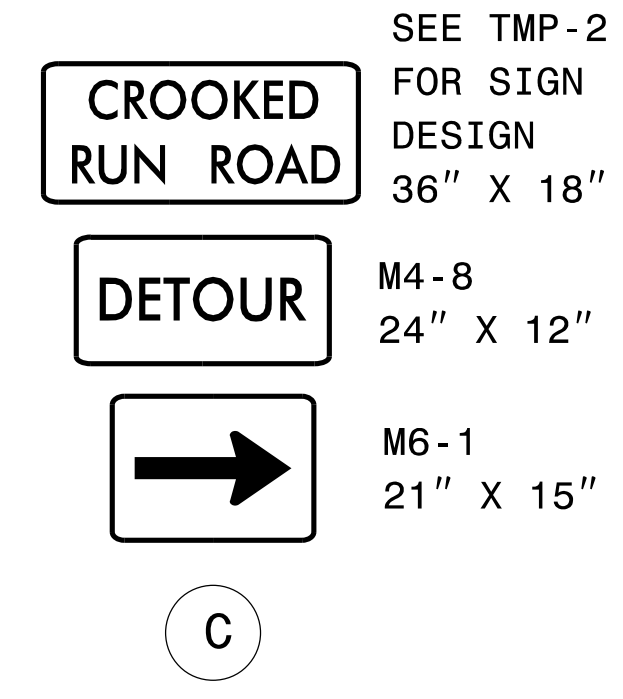 CROOKED
RUN ROAD
SEE TMP-2
FOR SIGN
DESIGN
36" X 18"
DETOUR
M4-8
24" X 12"
M6-1
21" X 15"
C